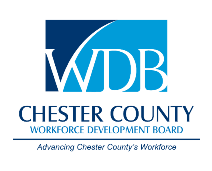 WDB
CHESTER COUNTY
WORKFORCE DEVELOPMENT BOARD
Advancing Chester County's Workforce